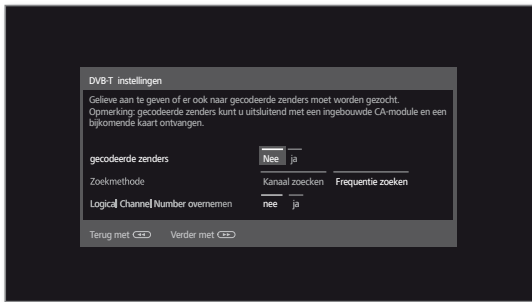 DVB-T instellingen
Gelieve aan te geven of er ook naar gecodeerde zenders moet worden gezocht.
Opmerking: gecodeerde zenders kunt u uitsluitend met een ingebouwde CA-module en een
bijkomende kaart ontvangen.
gecodeerde zenders Nee ja
Zoekmethode Kanaal zoecken Frequentie zoeken
Logical Channel Number overnemen nee ja
Terug met Verder met